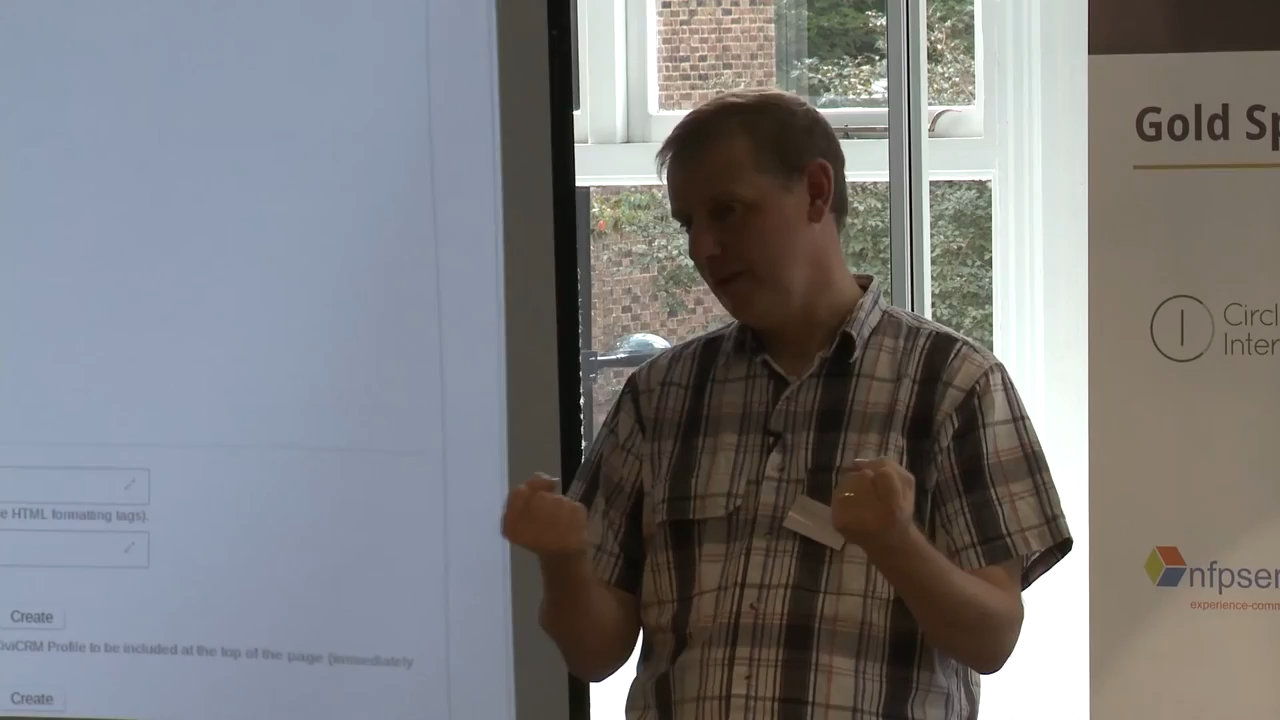 e HTML formatting tags).
Create
CiviCRM Profile to be included at the top of the page (immediately
Create
Gold Sp
Circl
Inter
nfpser
experience-comm